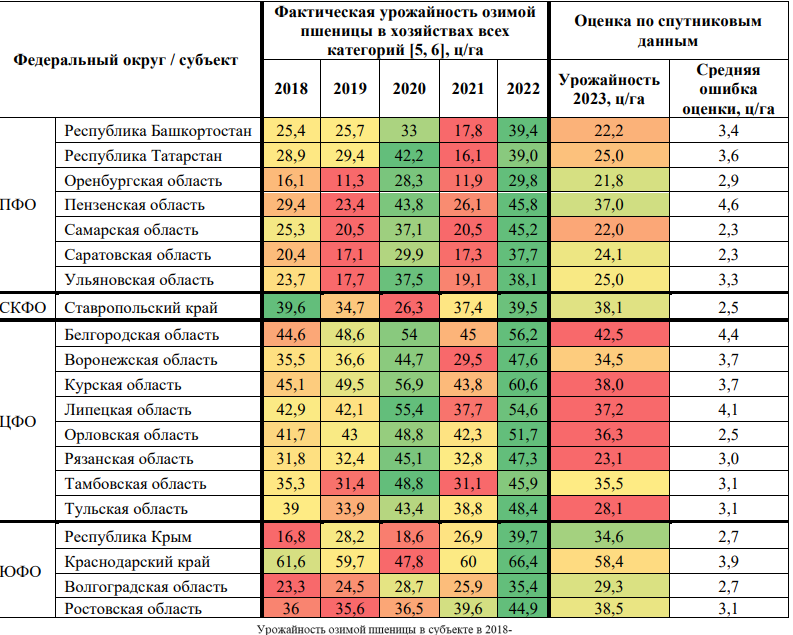 Федеральный округ / субъект
Фактическая урожайность озимой
пшеницы в хозяйствах всех
категорий [5, 6], ц/га
Оценка по спутниковым
данным
2018 2019 2020 2021 2022
Урожайность
2023, ц/га
Средняя
ошибка
оценки, ц/га
ПФО
Республика Башкортостан 25,4 25,7 33 17,8 39,4 22,2 3,4
Республика Татарстан 28,9 29,4 42,2 16,1 39,0 25,0 3,6
Оренбургская область 16,1 11,3 28,3 11,9 29,8 21,8 2,9
Пензенская область 29,4 23,4 43,8 26,1 45,8 37,0 4,6
Самарская область 25,3 20,5 37,1 20,5 45,2 22,0 2,3
Саратовская область 20,4 17,1 29,9 17,3 37,7 24,1 2,3
Ульяновская область 23,7 17,7 37,5 19,1 38,1 25,0 3,3
СКФО Ставропольский край 39,6 34,7 26,3 37,4 39,5 38,1 2,5
ЦФО
Белгородская область 44,6 48,6 54 45 56,2 42,5 4,4
Воронежская область 35,5 36,6 44,7 29,5 47,6 34,5 3,7
Курская область 45,1 49,5 56,9 43,8 60,6 38,0 3,7
Липецкая область 42,9 42,1 55,4 37,7 54,6 37,2 4,1
Орловская область 41,7 43 48,8 42,3 51,7 36,3 2,5
Рязанская область 31,8 32,4 45,1 32,8 47,3 23,1 3,0
Тамбовская область 35,3 31,4 48,8 31,1 45,9 35,5 3,1
Тульская область 39 33,9 43,4 38,8 48,4 28,1 3,1
ЮФО
Республика Крым 16,8 28,2 18,6 26,9 39,7 34,6 2,7
Краснодарский край 61,6 59,7 47,8 60 66,4 58,4 3,9
Волгоградская область 23,3 24,5 28,7 25,9 35,4 29,3 2,7
Ростовская область 36 35,6 36,5 39,6 44,9 38,5 3,1
Урожайность озимой пшеницы в субъекте в 2018-